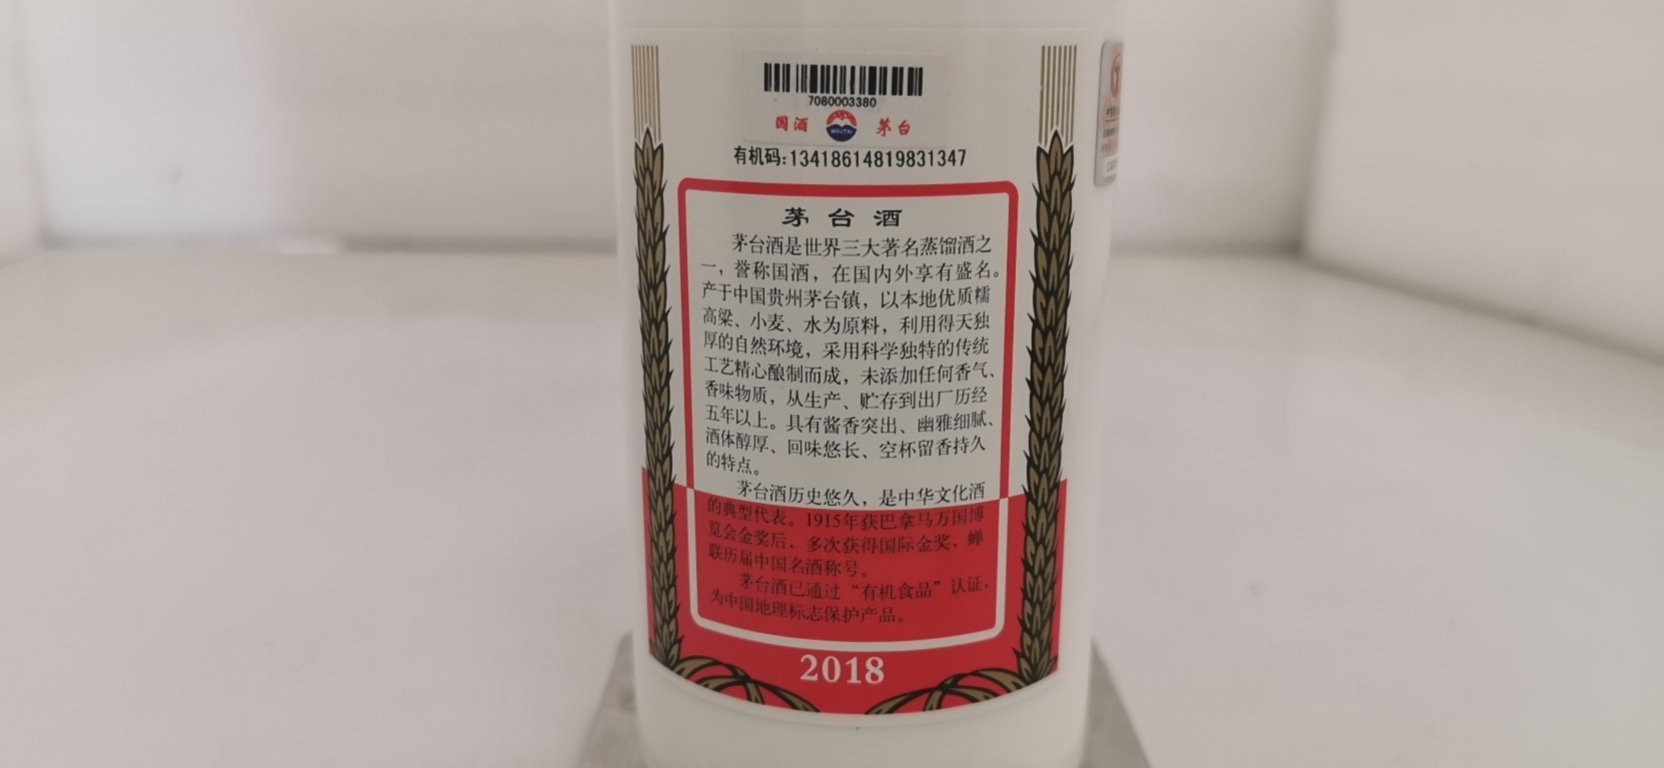 7080003380
国酒 MOUTAI 茅台
有机码:13418614819831347
茅台酒
茅台酒是世界三大著名蒸馏酒之
一，誉称国酒，在国内外享有盛名。
产于中国贵州茅台镇，以本地优质糯
高粱、小麦、水为原料，利用得天独
厚的自然环境，采用科学独特的传统
工艺精心酿制而成，未添加任何香气、
香味物质，从生产、贮存到出厂历经
五年以上。具有酱香突出、幽雅细腻、
酒体醇厚、回味悠长、空杯留香持久
的特点。
茅台酒历史悠久，是中华文化酒
的典型代表。1915年获巴拿马万国博
览会金奖后，多次获得国际金奖，蝉
联历届中国名酒称号。
茅台酒已通过“有机食品”认证，
为中国地理标志保护产品。
2018